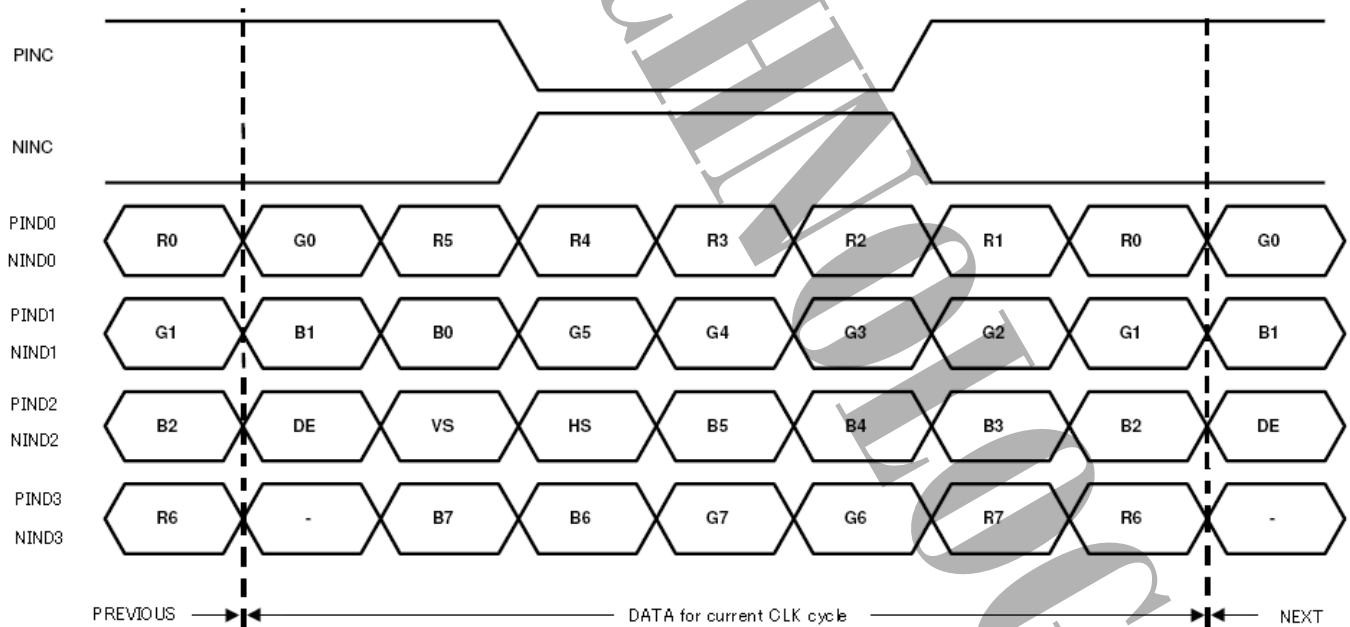 PINC
NINC
PIND0
NIND0
R0 G0 R5 R4 R3 R2 R1 R0 G0
PIND1
NIND1
G1 B1 B0 G5 G4 G3 G2 G1 B1
PIND2
NIND2
B2 DE VS HS B5 B4 B3 B2 DE
PIND3
NIND3
R6 - B7 B6 G7 G6 R7 R6 -
PREVIOUS DATA for current CLK cycle NEXT